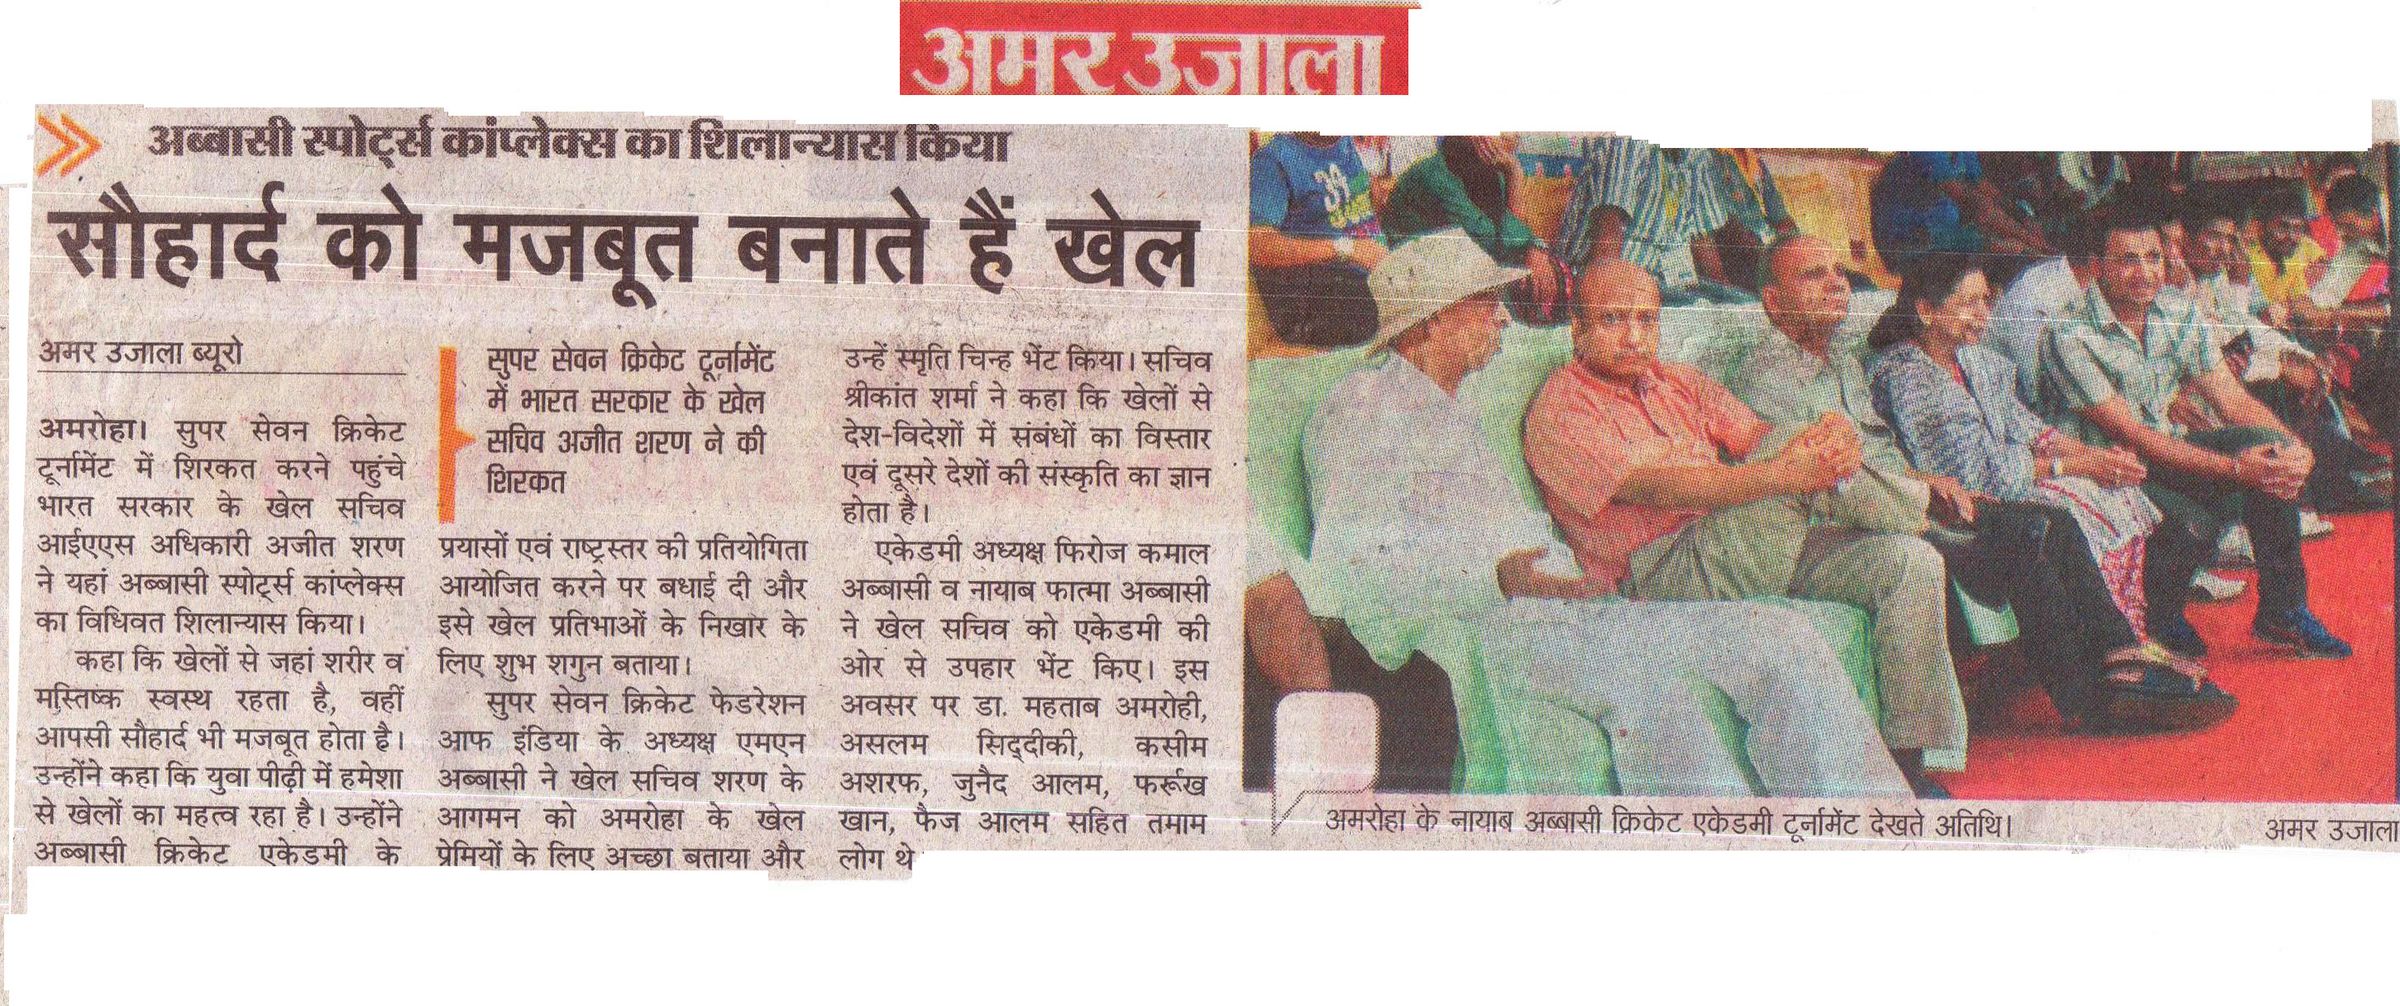 अमर उजाला
अब्बासी स्पोर्ट्स कांप्लेक्स का शिलान्यास किया
सौहार्द को मजबूत बनाते हैं खेल
अमर उजाला ब्यूरो
अमरोहा। सुपर सेवन क्रिकेट
टूर्नामेंट में शिरकत करने पहुंचे
भारत सरकार के खेल सचिव
आईएएस अधिकारी अजीत शरण
ने यहां अब्बासी स्पोर्ट्स कांप्लेक्स
का विधिवत शिलान्यास किया।
कहा कि खेलों से जहां शरीर व
मस्तिष्क स्वस्थ रहता है, वहीं
आपसी सौहार्द भी मजबूत होता है।
उन्होंने कहा कि युवा पीढ़ी में हमेशा
से खेलों का महत्व रहा है। उन्होंने
अब्बासी क्रिकेट एकेडमी के
सुपर सेवन क्रिकेट टूर्नामेंट
में भारत सरकार के खेल
सचिव अजीत शरण ने की
शिरकत
प्रयासों एवं राष्ट्रस्तर की प्रतियोगिता
आयोजित करने पर बधाई दी और
इसे खेल प्रतिभाओं के निखार के
लिए शुभ शगुन बताया।
सुपर सेवन क्रिकेट फेडरेशन
आफ इंडिया के अध्यक्ष एमएन
अब्बासी ने खेल सचिव शरण के
आगमन को अमरोहा के खेल
प्रेमियों के लिए अच्छा बताया और
उन्हें स्मृति चिन्ह भेंट किया। सचिव
श्रीकांत शर्मा ने कहा कि खेलों से
देश-विदेशों में संबंधों का विस्तार
एवं दूसरे देशों की संस्कृति का ज्ञान
होता है।
एकेडमी अध्यक्ष फिरोज कमाल
अब्बासी व नायाब फात्मा अब्बासी
ने खेल सचिव को एकेडमी की
ओर से उपहार भेंट किए। इस
अवसर पर डा. महताब अमरोही,
असलम सिद्दीकी, कसीम
अशरफ, जुनैद आलम, फर्रूख
खान, फैज आलम सहित तमाम
लोग थे
अमरोहा के नायाब अब्बासी क्रिकेट एकेडमी टूर्नामेंट देखते अतिथि।
अमर उजाला